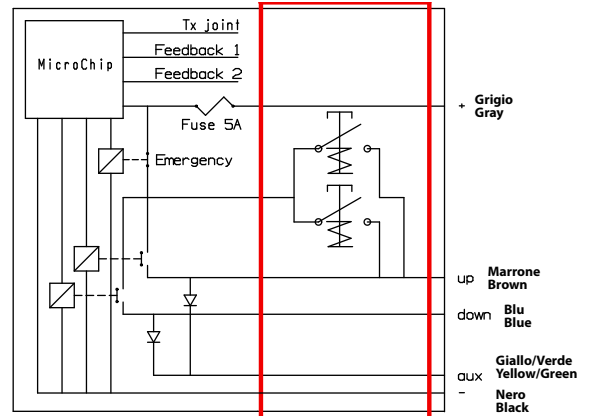 Tx joint
Feedback 1
MicroChip
Feedback 2
+ Grigio
Gray
Fuse 5A
Emergency
up Marrone
Brown
down Blu
Blue
Giallo/Verde
aux Yellow/Green
- Nero
Black